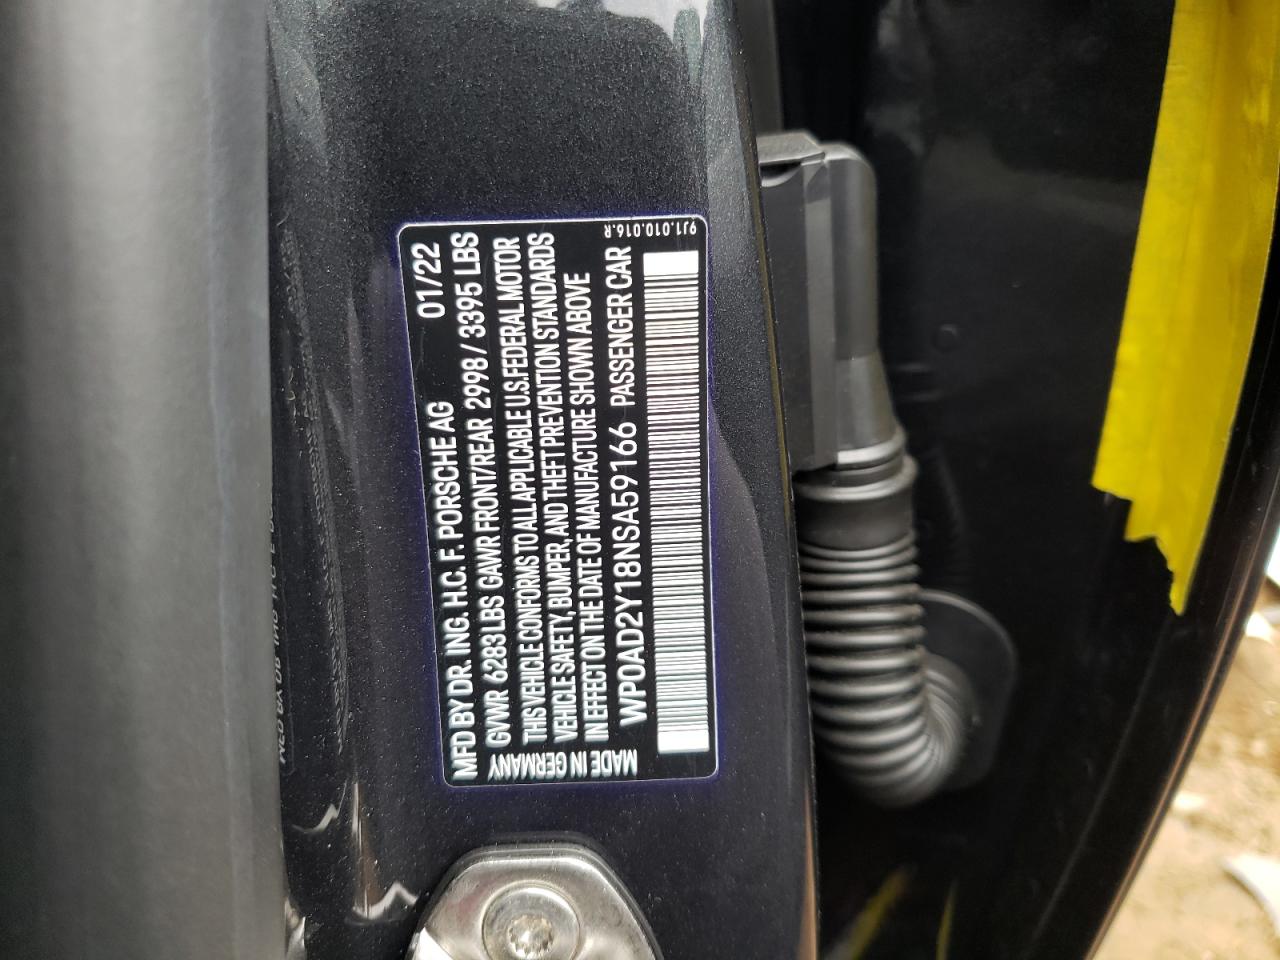 MFD BY DR. ING. H.C. F. PORSCHE AG 01/22
GVWR 6283 LBS GAWR FRONT/REAR 2998 / 3395 LBS
THIS VEHICLE CONFORMS TO ALL APPLICABLE U.S. FEDERAL MOTOR
VEHICLE SAFETY, BUMPER, AND THEFT PREVENTION STANDARDS
IN EFFECT ON THE DATE OF MANUFACTURE SHOWN ABOVE
WP0AD2Y18NSA59166 PASSENGER CAR
MADE IN GERMANY
9J1.010.016.R